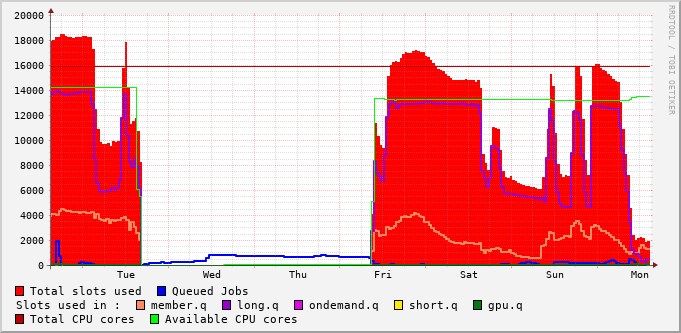 20000
18000
16000
14000
12000
10000
8000
6000
4000
2000
0
Tue Wed Thu Fri Sat Sun Mon
RRDTOOL / TOBI OETIKER
Total slots used Queued Jobs
Slots used in : member.q long.q ondemand.q short.q gpu.q
Total CPU cores Available CPU cores